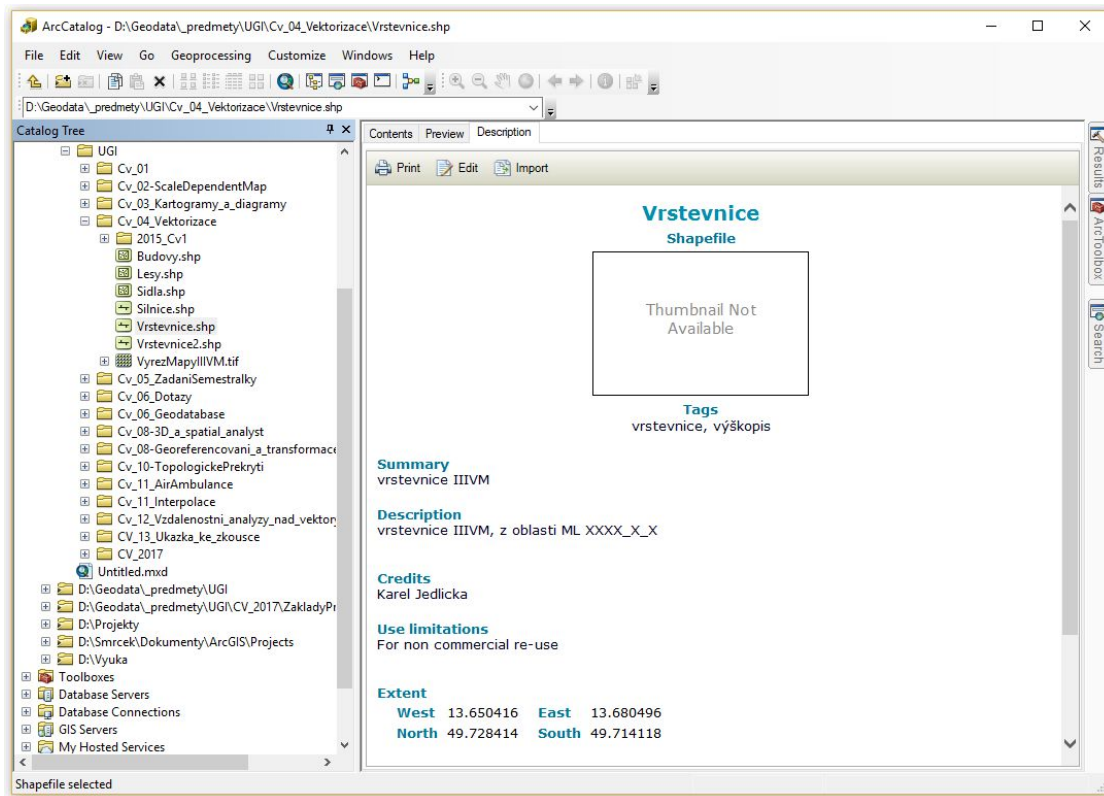 ArcCatalog - D:\Geodata\_predmety\UGI\Cv_04_Vektorizace\Vrstevnice.shp
File Edit View Go Geoprocessing Customize Windows Help
D:\Geodata\_predmety\UGI\Cv_04_Vektorizace\Vrstevnice.shp
Catalog Tree
UGI
Cv_01
Cv_02-ScaleDependentMap
Cv_03_Kartogramy_a_diagramy
Cv_04_Vektorizace
2015_Cv1
Budovy.shp
Lesy.shp
Sidla.shp
Silnice.shp
Vrstevnice.shp
Vrstevnice2.shp
VyrezMapyIIIVM.tif
Cv_05_ZadaniSemestralky
Cv_06_Dotazy
Cv_06_Geodatabase
Cv_08-3D_a_spatial_analyst
Cv_08-Georeferencovani_a_transformace
Cv_10-TopologickePrekryti
Cv_11_AirAmbulance
Cv_11_Interpolace
Cv_12_Vzdalenostni_analyzy_nad_vektory
CV_13_Ukazka_ke_zkousce
CV_2017
Untitled.mxd
D:\Geodata\_predmety\UGI
D:\Geodata\_predmety\UGI\CV_2017\ZakladyPr
D:\Projekty
D:\Smrcek\Dokumenty\ArcGIS\Projects
D:\Vyuka
Toolboxes
Database Servers
Database Connections
GIS Servers
My Hosted Services
Contents Preview Description
Print Edit Import
Vrstevnice
Shapefile
Thumbnail Not
Available
Tags
vrstevnice, výškopis
Summary
vrstevnice IIIVM
Description
vrstevnice IIIVM, z oblasti ML XXXX_X_X
Credits
Karel Jedlicka
Use limitations
For non commercial re-use
Extent
West 13.650416 East 13.680496
North 49.728414 South 49.714118
Results
ArcToolbox
Search
Shapefile selected